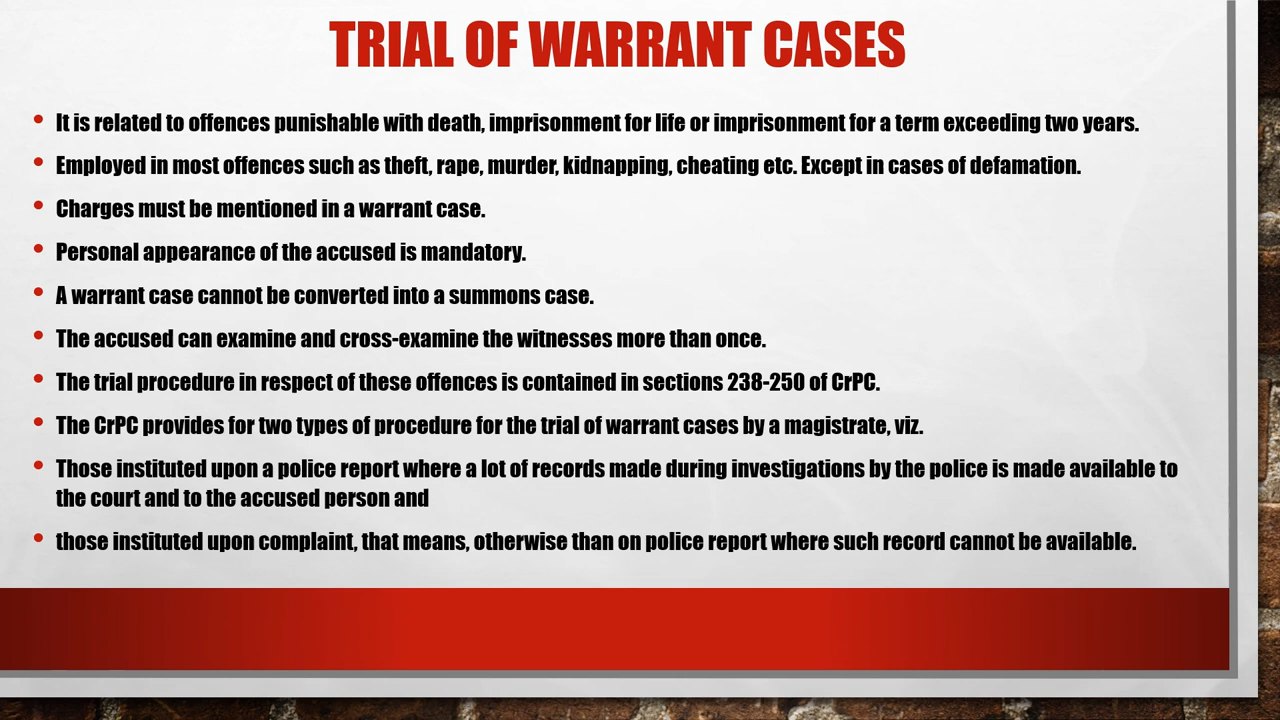 TRIAL OF WARRANT CASES
• It is related to offences punishable with death, imprisonment for life or imprisonment for a term exceeding two years.
• Employed in most offences such as theft, rape, murder, kidnapping, cheating etc. Except in cases of defamation.
• Charges must be mentioned in a warrant case.
• Personal appearance of the accused is mandatory.
• A warrant case cannot be converted into a summons case.
• The accused can examine and cross-examine the witnesses more than once.
• The trial procedure in respect of these offences is contained in sections 238-250 of CrPC.
• The CrPC provides for two types of procedure for the trial of warrant cases by a magistrate, viz.
• Those instituted upon a police report where a lot of records made during investigations by the police is made available to
the court and to the accused person and
• those instituted upon complaint, that means, otherwise than on police report where such record cannot be available.